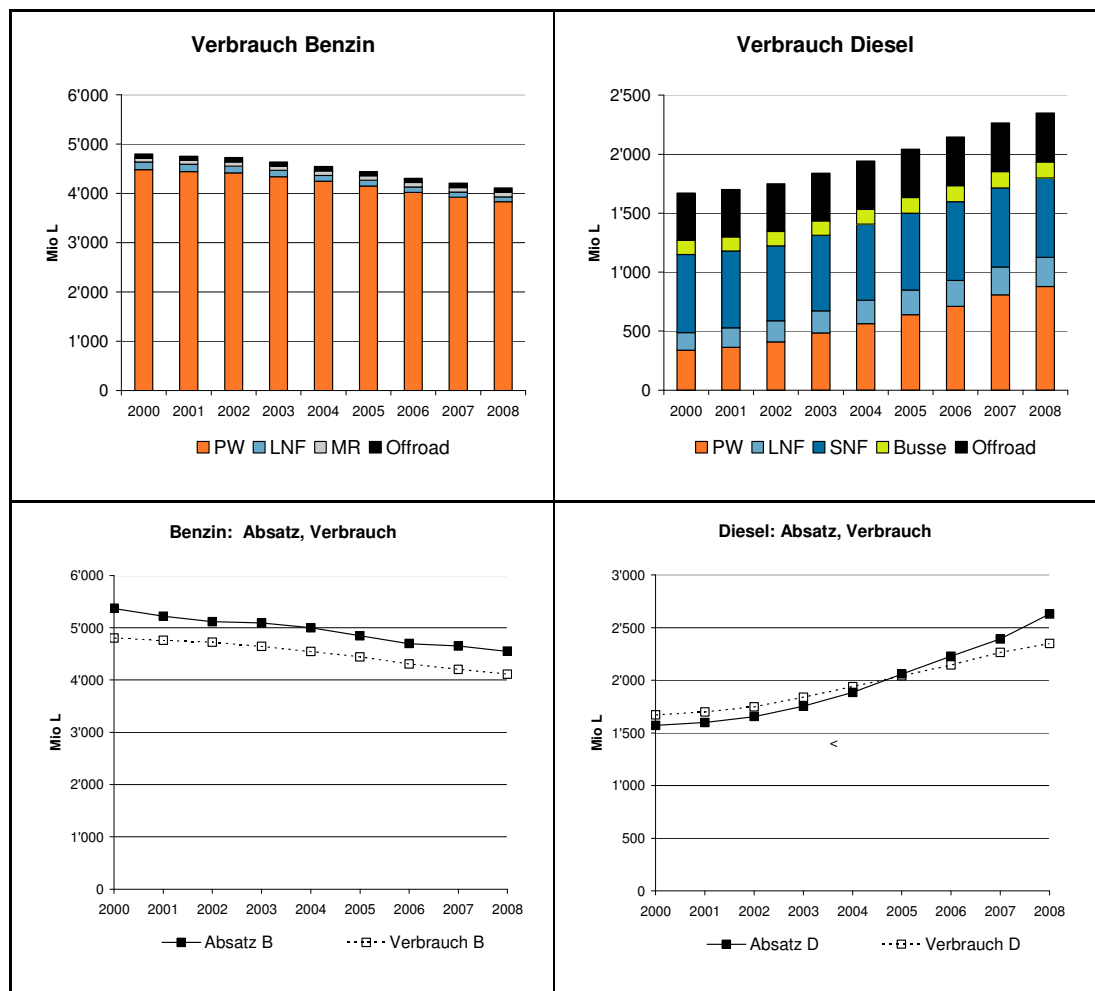 Verbrauch Benzin
6'000
5'000
4'000
3'000
2'000
1'000
0
Mio L
2000 2001 2002 2003 2004 2005 2006 2007 2008
PW LNF MR Offroad
Verbrauch Diesel
2'500
2'000
1'500
1'000
500
0
Mio L
2000 2001 2002 2003 2004 2005 2006 2007 2008
PW LNF SNF Busse Offroad
Benzin: Absatz, Verbrauch
6'000
5'000
4'000
3'000
2'000
1'000
0
Mio L
2000 2001 2002 2003 2004 2005 2006 2007 2008
Absatz B Verbrauch B
Diesel: Absatz, Verbrauch
3'000
2'500
2'000
1'500
1'000
500
0
Mio L
<
2000 2001 2002 2003 2004 2005 2006 2007 2008
Absatz D Verbrauch D